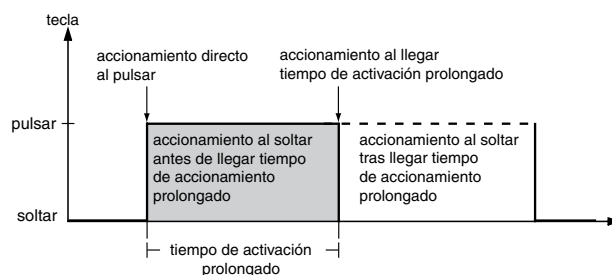 tecla
accionamiento directo
al pulsar
accionamiento al llegar
tiempo de activación prolongado
pulsar
accionamiento al soltar
antes de llegar tiempo
de accionamiento
prolongado
accionamiento al soltar
tras llegar tiempo
de accionamiento
prolongado
soltar
tiempo de activación
prolongado